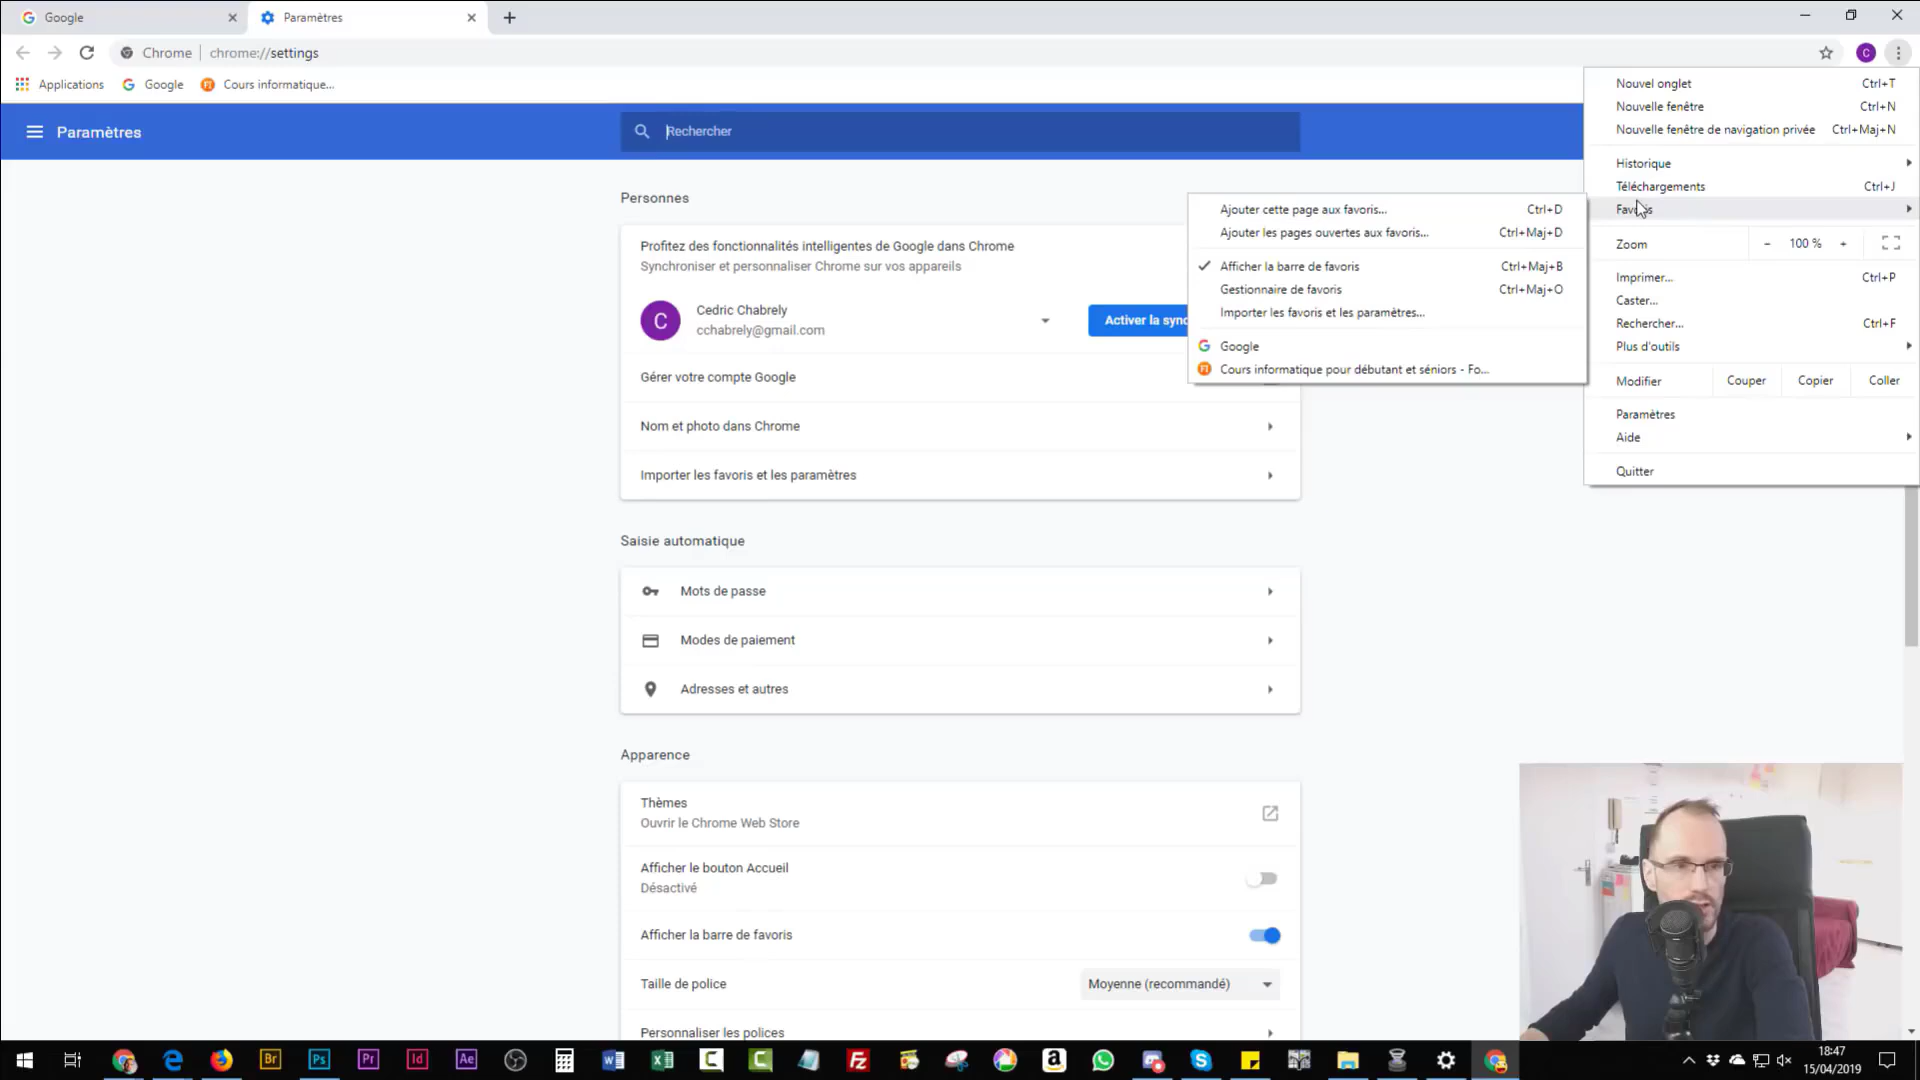 Google
Paramètres
Chrome
chrome://settings
C
Applications
Google
Cours informatique...
Paramètres
Rechercher
Nouvel onglet Ctrl+T
Nouvelle fenêtre Ctrl+N
Nouvelle fenêtre de navigation privée Ctrl+Maj+N
Historique
Téléchargements Ctrl+J
Favoris
Zoom - 100 % +
Imprimer... Ctrl+P
Caster...
Rechercher... Ctrl+F
Plus d'outils
Modifier Couper Copier Coller
Paramètres
Aide
Quitter
Ajouter cette page aux favoris... Ctrl+D
Ajouter les pages ouvertes aux favoris... Ctrl+Maj+D
Afficher la barre de favoris Ctrl+Maj+B
Gestionnaire de favoris Ctrl+Maj+O
Importer les favoris et les paramètres...
Google
Cours informatique pour débutant et séniors - Fo...
Personnes
Profitez des fonctionnalités intelligentes de Google dans Chrome
Synchroniser et personnaliser Chrome sur vos appareils
C
Cedric Chabrely
cchabrely@gmail.com
Activer la sync
Gérer votre compte Google
Nom et photo dans Chrome
Importer les favoris et les paramètres
Saisie automatique
Mots de passe
Modes de paiement
Adresses et autres
Apparence
Thèmes
Ouvrir le Chrome Web Store
Afficher le bouton Accueil
Désactivé
Afficher la barre de favoris
Taille de police
Moyenne (recommandé)
Personnaliser les polices
Br Ps Pr Id Ae
18:47
15/04/2019